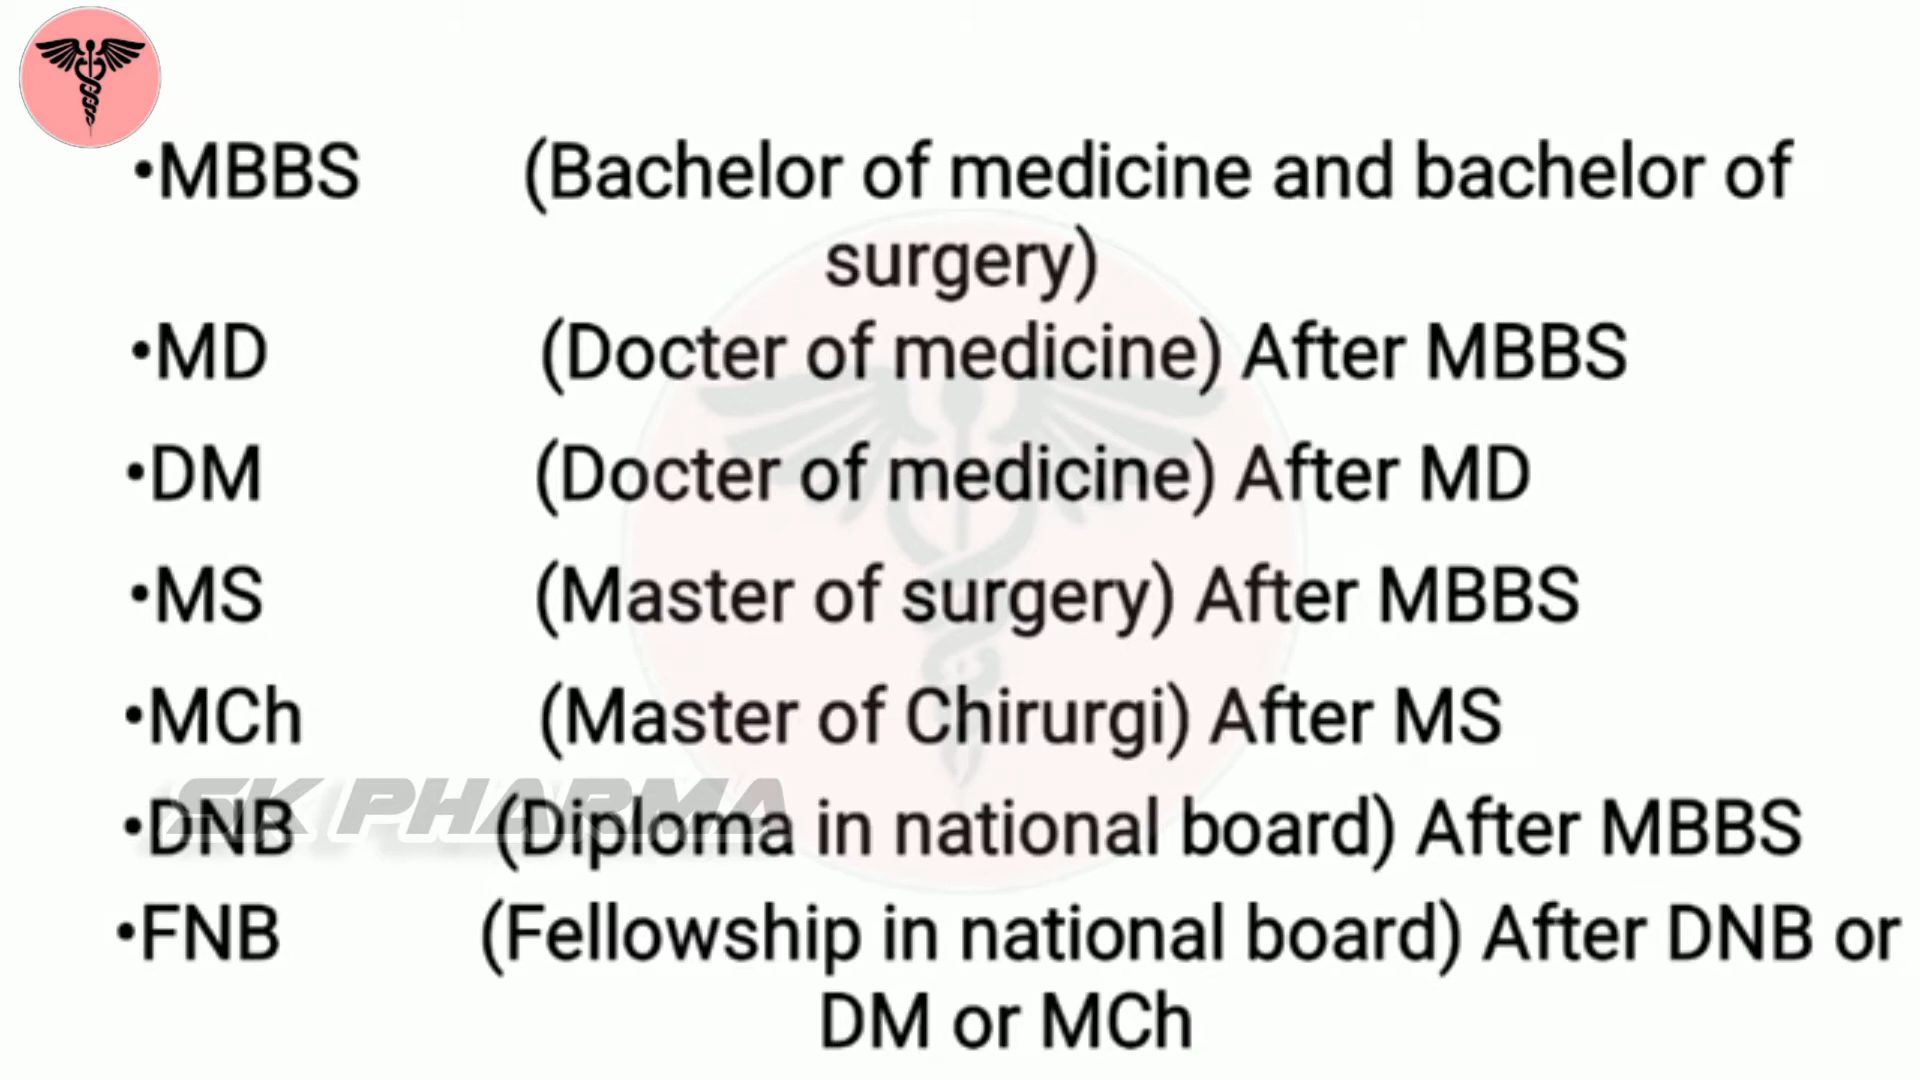 •MBBS (Bachelor of medicine and bachelor of
surgery)
•MD (Docter of medicine) After MBBS
•DM (Docter of medicine) After MD
•MS (Master of surgery) After MBBS
•MCh (Master of Chirurgi) After MS
SK PHARMA
•DNB (Diploma in national board) After MBBS
•FNB (Fellowship in national board) After DNB or
DM or MCh